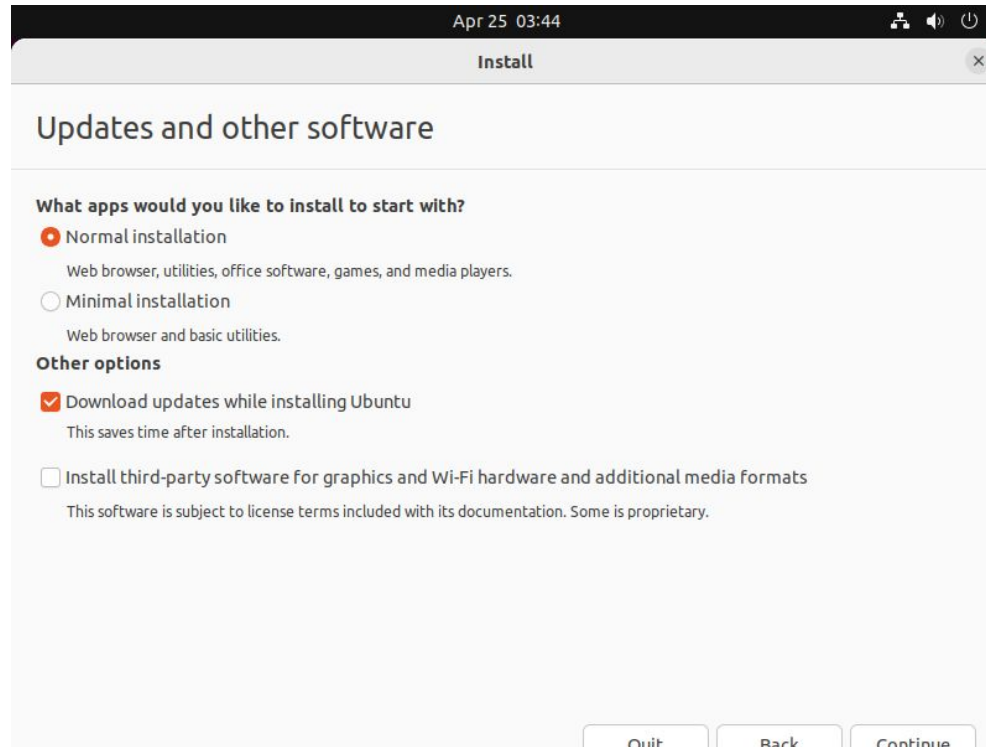 Apr 25 03:44
Install
Updates and other software
What apps would you like to install to start with?
Normal installation
Web browser, utilities, office software, games, and media players.
Minimal installation
Web browser and basic utilities.
Other options
Download updates while installing Ubuntu
This saves time after installation.
Install third-party software for graphics and Wi-Fi hardware and additional media formats
This software is subject to license terms included with its documentation. Some is proprietary.
Quit Back Continue